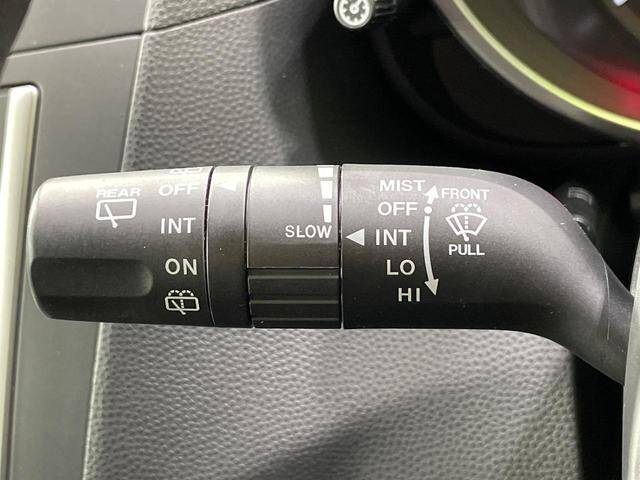 REAR
OFF
INT
ON
SLOW
MIST
OFF
INT
LO
HI
FRONT
PULL